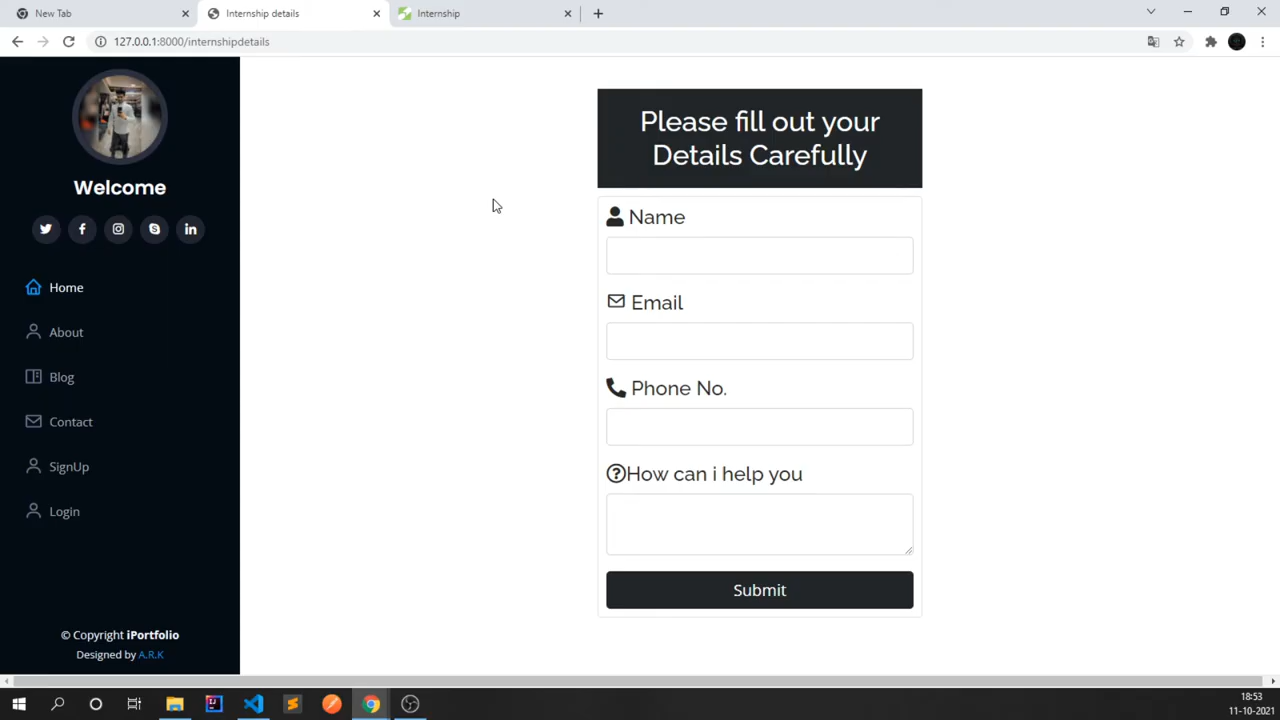 New Tab
Internship details
Internship
127.0.0.1:8000/internshipdetails
Welcome
Home
About
Blog
Contact
SignUp
Login
© Copyright iPortfolio
Designed by A.R.K
Please fill out your
Details Carefully
Name
Email
Phone No.
How can i help you
Submit
18:53
11-10-2021